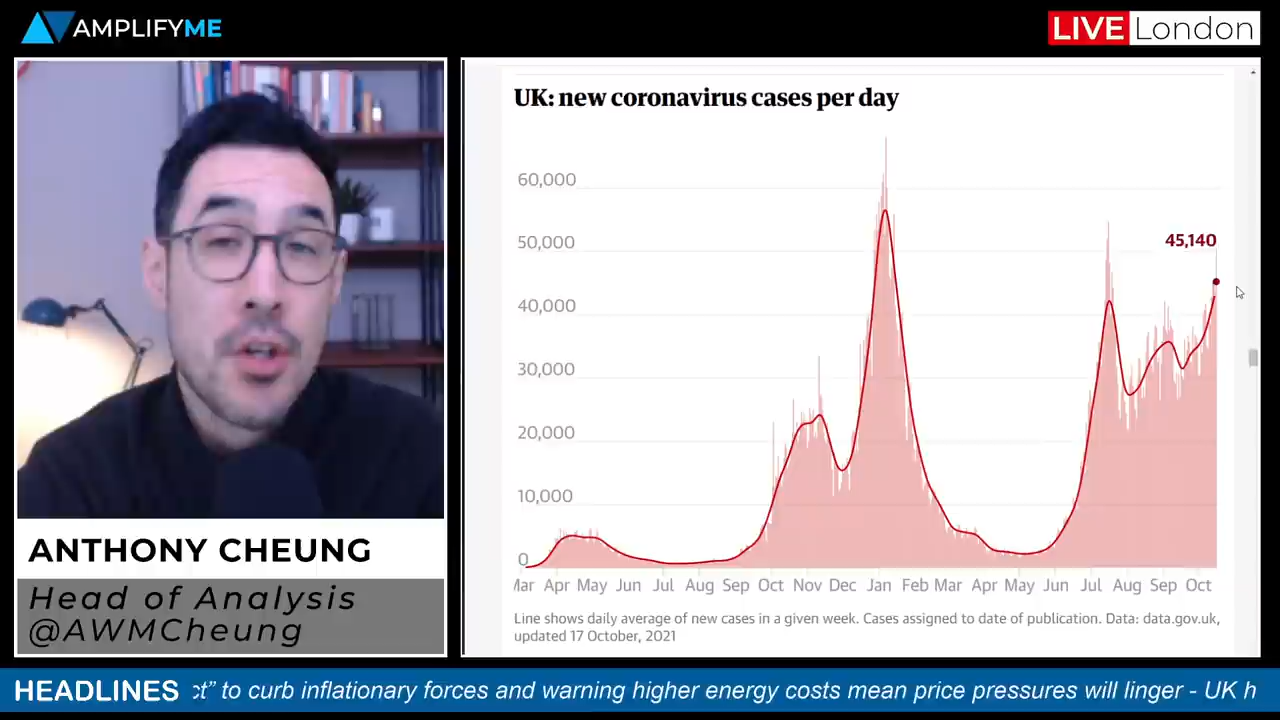 AMPLIFYME
LIVE London
UK: new coronavirus cases per day
60,000
50,000
45,140
40,000
30,000
20,000
10,000
0
Mar Apr May Jun Jul Aug Sep Oct Nov Dec Jan Feb Mar Apr May Jun Jul Aug Sep Oct
Line shows daily average of new cases in a given week. Cases assigned to date of publication. Data: data.gov.uk,
updated 17 October, 2021
ANTHONY CHEUNG
Head of Analysis
@AWMCheung
HEADLINES ct” to curb inflationary forces and warning higher energy costs mean price pressures will linger - UK h